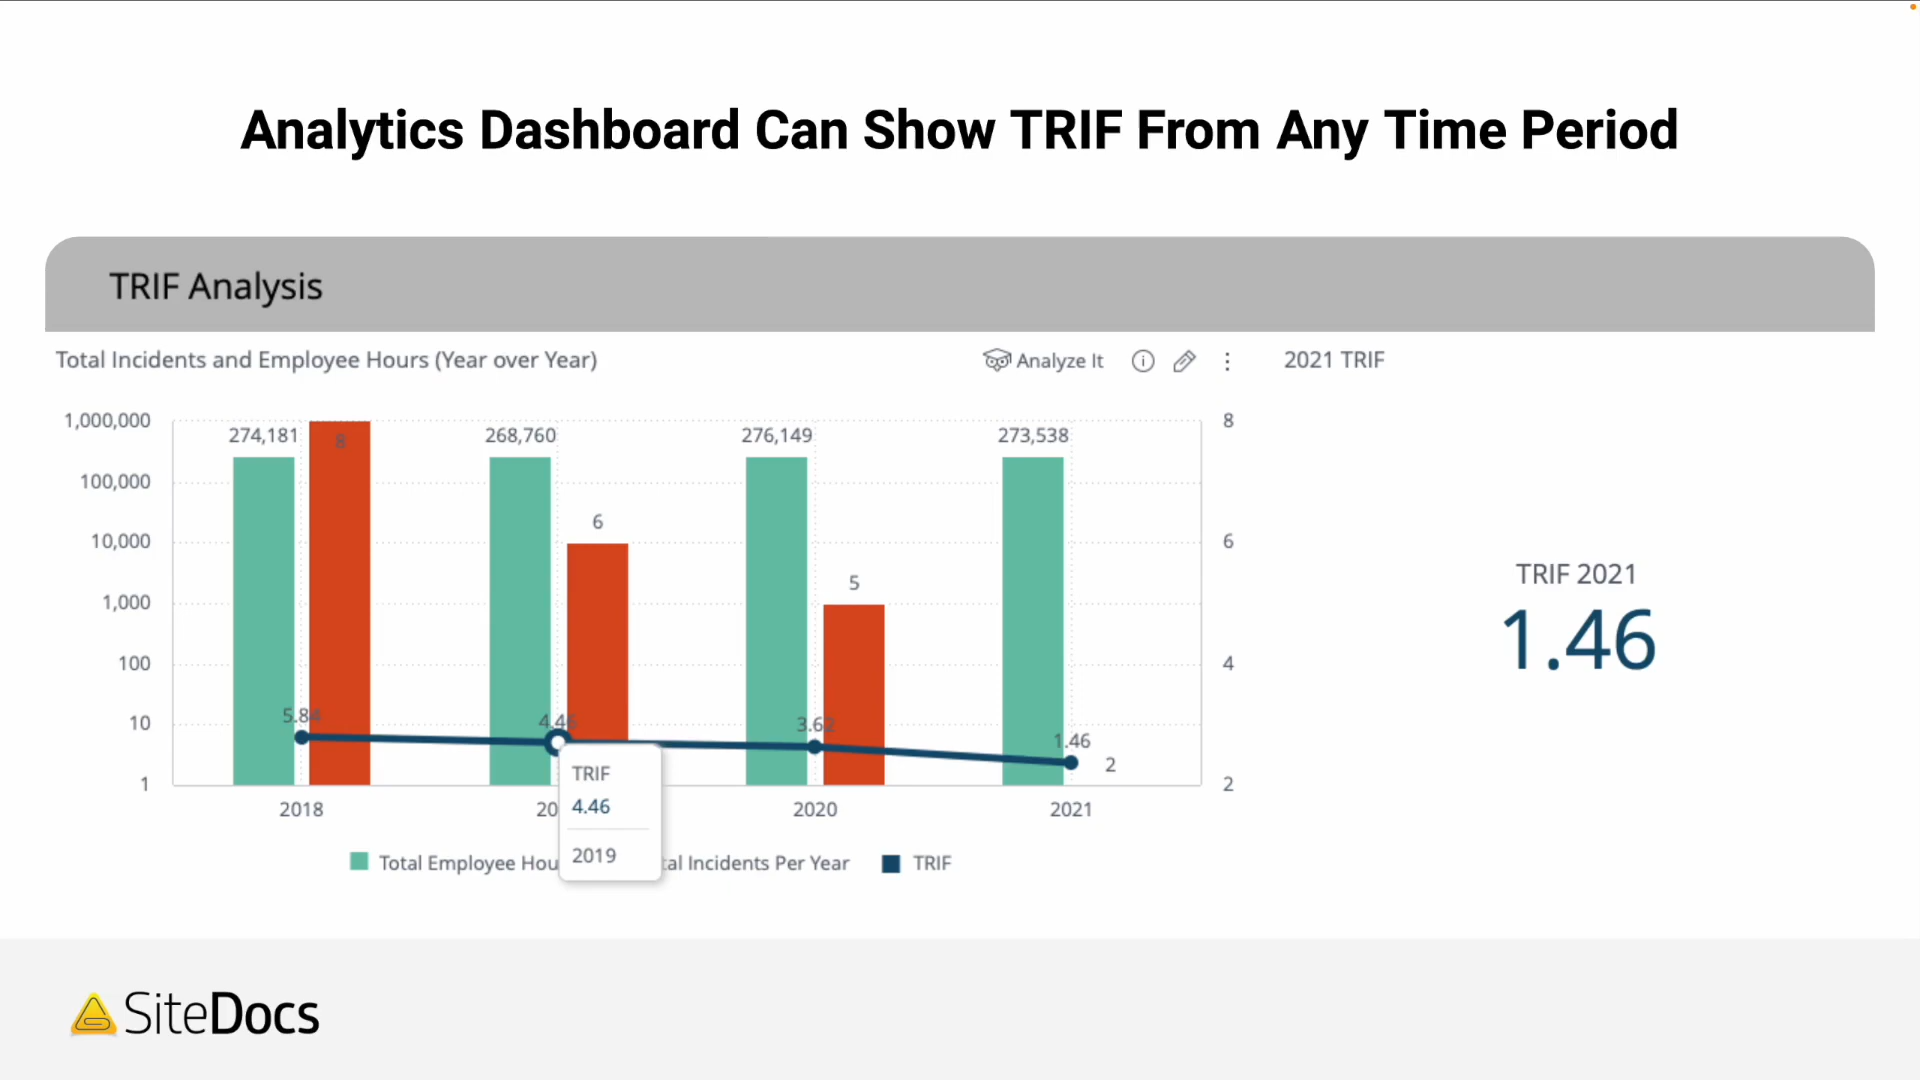 Analytics Dashboard Can Show TRIF From Any Time Period
TRIF Analysis
Total Incidents and Employee Hours (Year over Year)
Analyze It
2021 TRIF
1,000,000
100,000
10,000
1,000
100
10
1
8
6
4
2
274,181
8
268,760
6
276,149
5
273,538
2
5.84
4.46
3.62
1.46
2018
20
2020
2021
TRIF
4.46
2019
Total Employee Hou
al Incidents Per Year
TRIF
TRIF 2021
1.46
SiteDocs